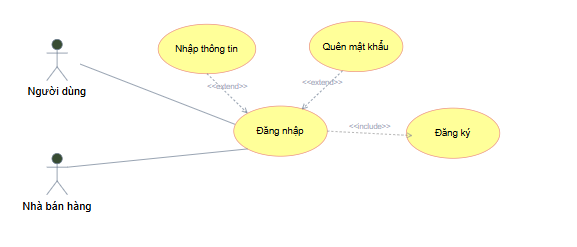 Nhập thông tin
Quên mật khẩu
<<extend>>
<<extend>>
Người dùng
Đăng nhập
<<include>>
Đăng ký
Nhà bán hàng